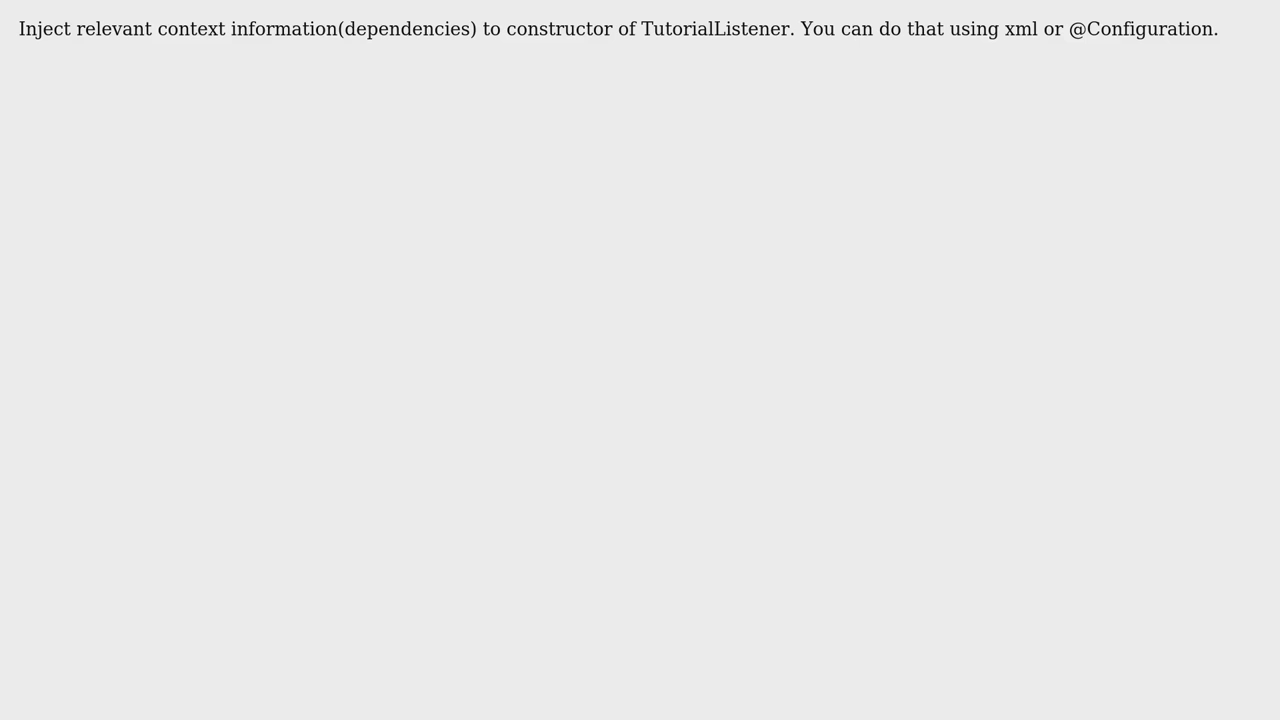 Inject relevant context information(dependencies) to constructor of TutorialListener. You can do that using xml or @Configuration.